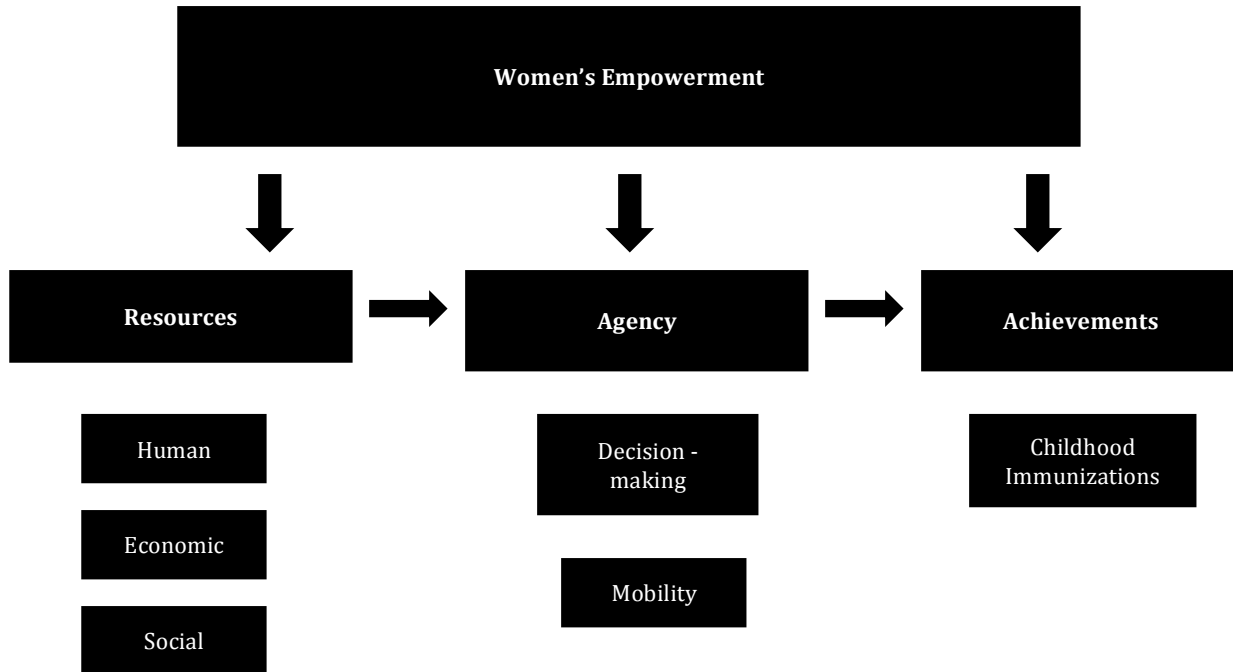 Women’s Empowerment
Resources
Agency
Achievements
Human
Economic
Social
Decision -
making
Mobility
Childhood
Immunizations